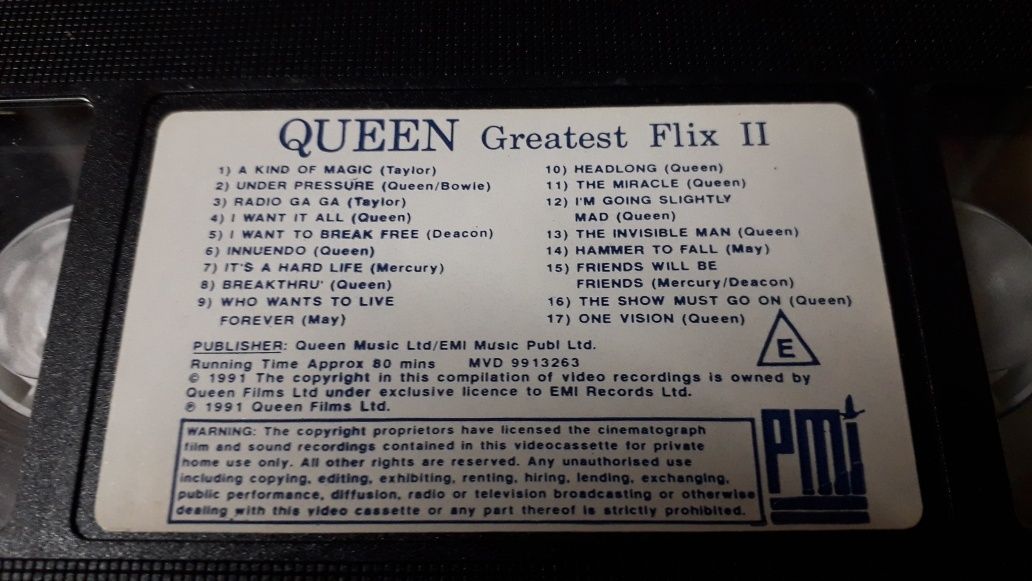 QUEEN Greatest Flix II
1) A KIND OF MAGIC (Taylor)
2) UNDER PRESSURE (Queen/Bowie)
3) RADIO GA GA (Taylor)
4) I WANT IT ALL (Queen)
5) I WANT TO BREAK FREE (Deacon)
6) INNUENDO (Queen)
7) IT'S A HARD LIFE (Mercury)
8) BREAKTHRU' (Queen)
9) WHO WANTS TO LIVE
FOREVER (May)
10) HEADLONG (Queen)
11) THE MIRACLE (Queen)
12) I'M GOING SLIGHTLY
MAD (Queen)
13) THE INVISIBLE MAN (Queen)
14) HAMMER TO FALL (May)
15) FRIENDS WILL BE
FRIENDS (Mercury/Deacon)
16) THE SHOW MUST GO ON (Queen)
17) ONE VISION (Queen)
PUBLISHER: Queen Music Ltd/EMI Music Publ Ltd.
Running Time Approx 80 mins MVD 9913263
© 1991 The copyright in this compilation of video recordings is owned by
Queen Films Ltd under exclusive licence to EMI Records Ltd.
℗ 1991 Queen Films Ltd.
E
WARNING: The copyright proprietors have licensed the cinematograph
film and sound recordings contained in this videocassette for private
home use only. All other rights are reserved. Any unauthorised use
including copying, editing, exhibiting, renting, hiring, lending, exchanging,
public performance, diffusion, radio or television broadcasting or otherwise
dealing with this video cassette or any part thereof is strictly prohibited.
PMI